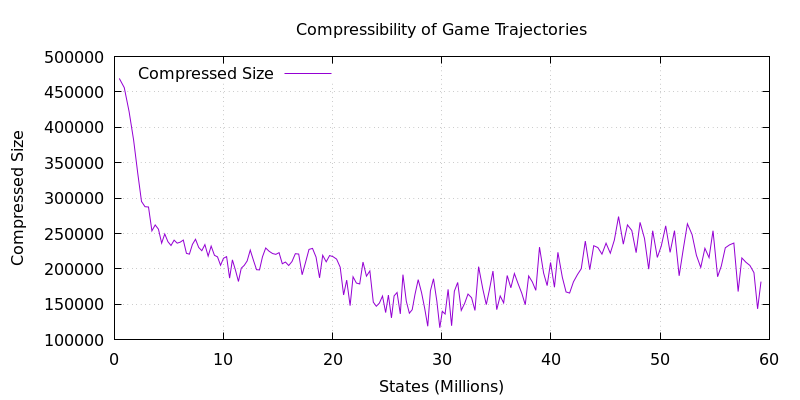 Compressibility of Game Trajectories
Compressed Size
500000
450000
400000
350000
300000
250000
200000
150000
100000
Compressed Size
0 10 20 30 40 50 60
States (Millions)